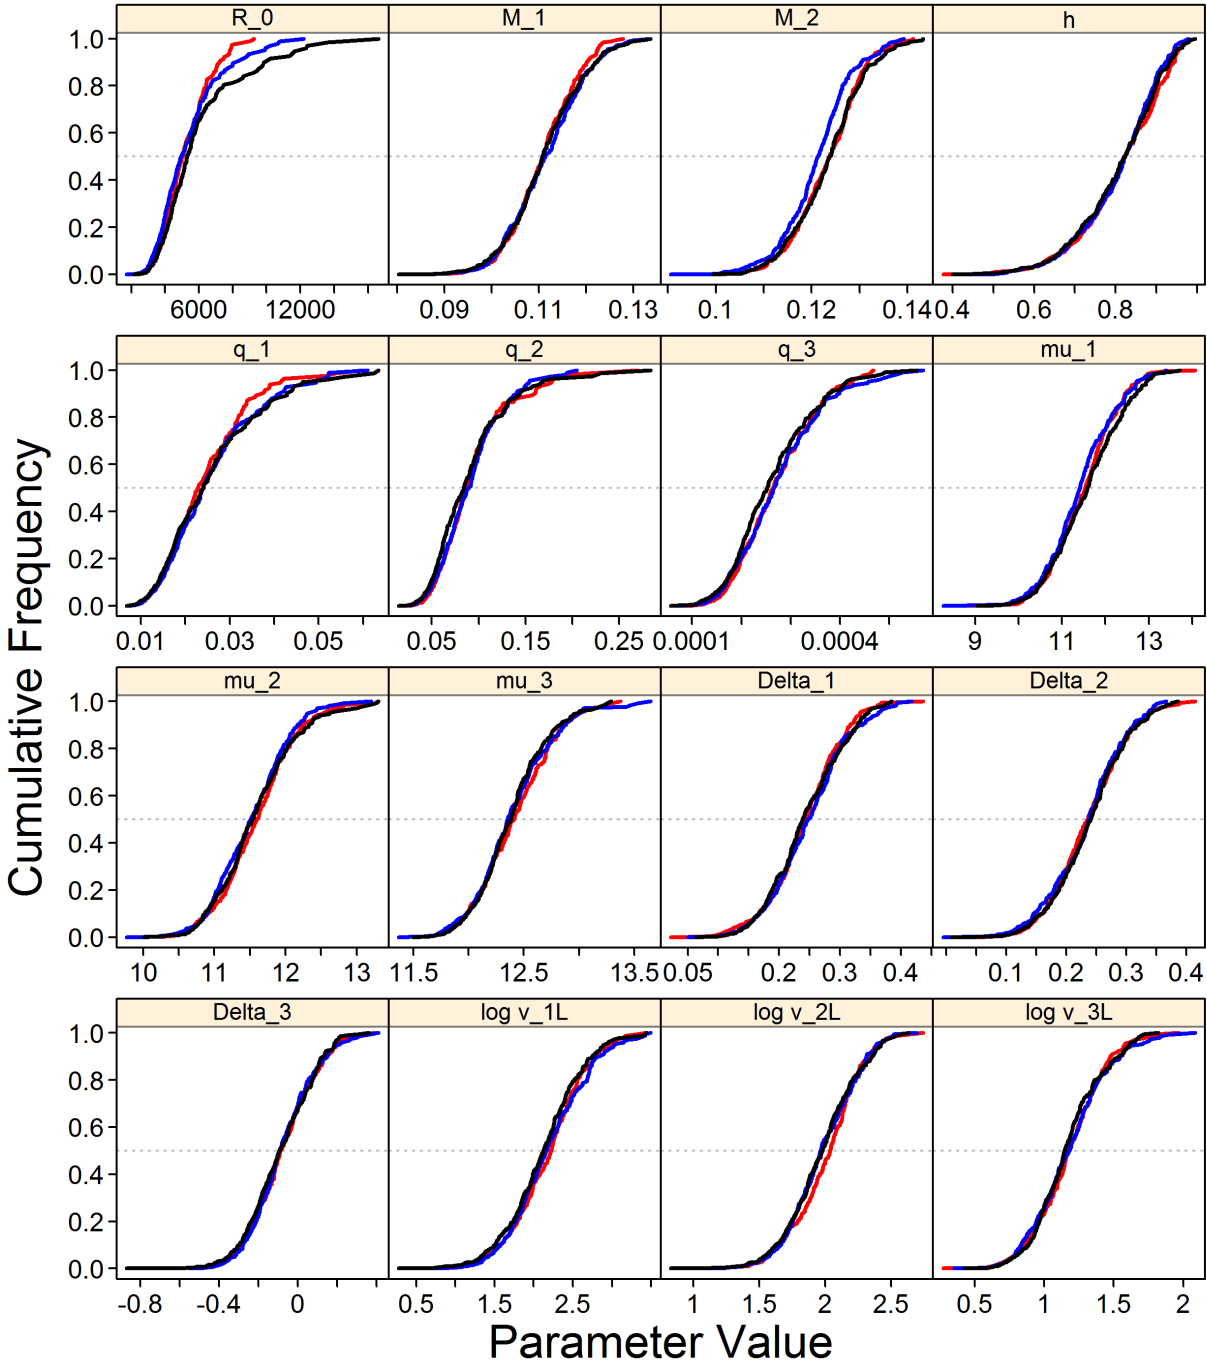 R_0 M_1 M_2 h
1.0
0.8
0.6
0.4
0.2
0.0
6000 12000 0.09 0.11 0.13 0.1 0.12 0.14 0.4 0.6 0.8
q_1 q_2 q_3 mu_1
1.0
0.8
0.6
0.4
0.2
0.0
0.01 0.03 0.05 0.05 0.15 0.25 0.0001 0.0004 9 11 13
mu_2 mu_3 Delta_1 Delta_2
1.0
0.8
0.6
0.4
0.2
0.0
10 11 12 13 11.5 12.5 13.5 0.05 0.2 0.3 0.4 0.1 0.2 0.3 0.4
Delta_3 log v_1L log v_2L log v_3L
1.0
0.8
0.6
0.4
0.2
0.0
-0.8 -0.4 0 0.5 1.5 2.5 1 1.5 2 2.5 0.5 1 1.5 2
Cumulative Frequency
Parameter Value